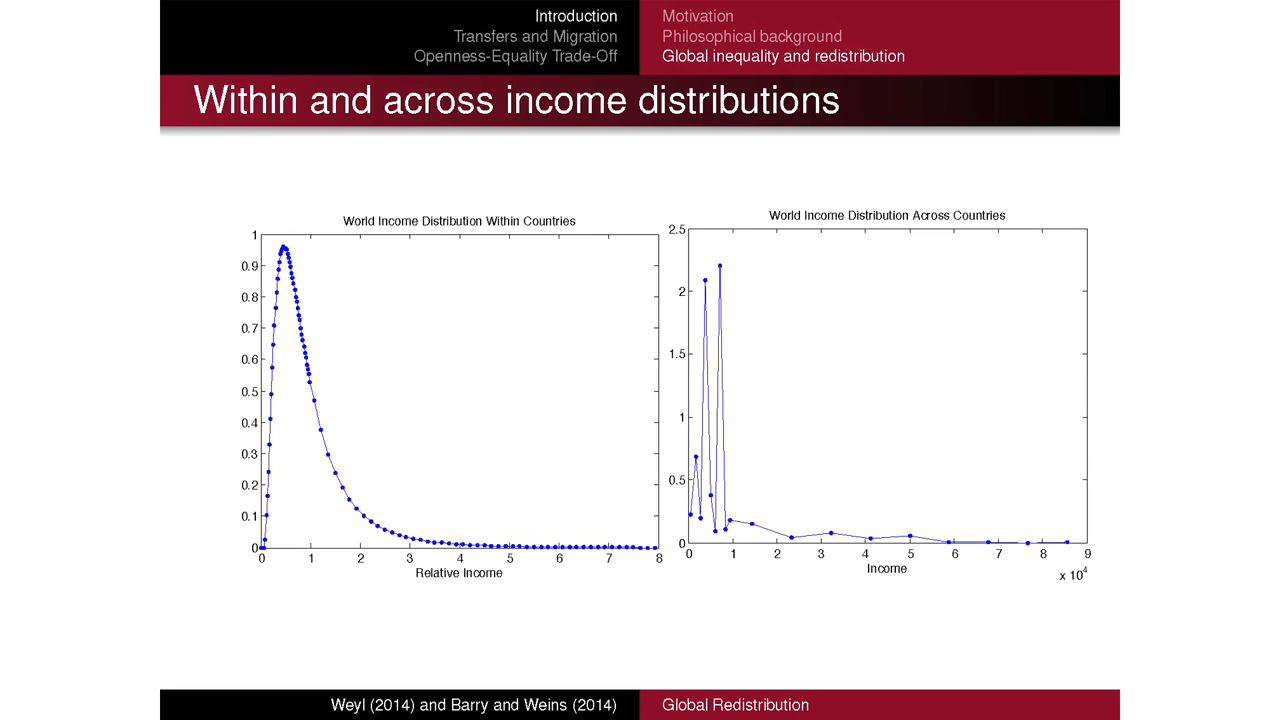 Introduction
Transfers and Migration
Openness-Equality Trade-Off
Motivation
Philosophical background
Global inequality and redistribution
Within and across income distributions
World Income Distribution Within Countries
1
0.9
0.8
0.7
0.6
0.5
0.4
0.3
0.2
0.1
0
0 1 2 3 4 5 6 7 8
Relative Income
World Income Distribution Across Countries
2.5
2
1.5
1
0.5
0
0 1 2 3 4 5 6 7 8 9
Income
x 10⁴
Weyl (2014) and Barry and Weins (2014)
Global Redistribution